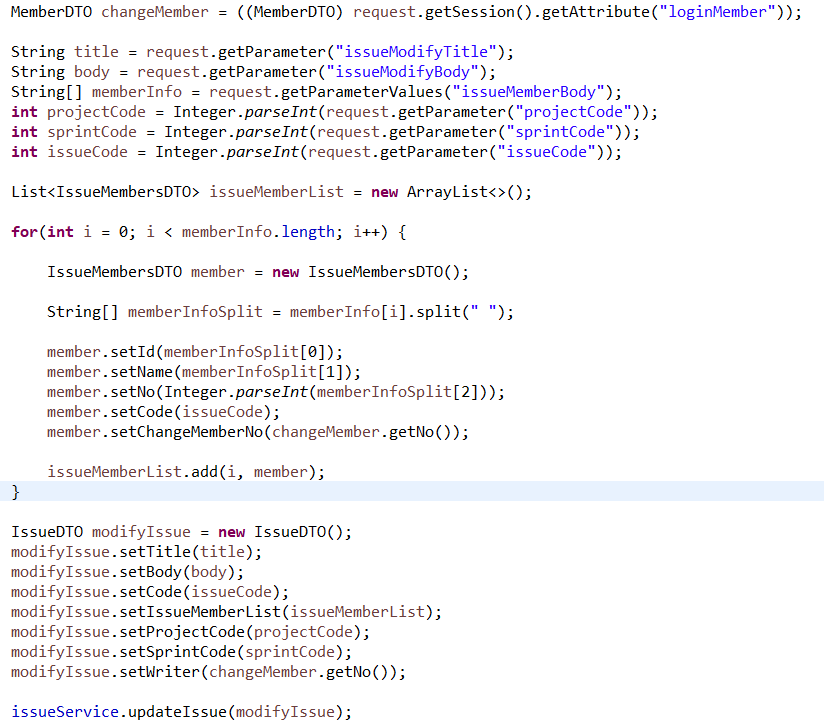 MemberDTO changeMember = ((MemberDTO) request.getSession().getAttribute("loginMember"));
String title = request.getParameter("issueModifyTitle");
String body = request.getParameter("issueModifyBody");
String[] memberInfo = request.getParameterValues("issueMemberBody");
int projectCode = Integer.parseInt(request.getParameter("projectCode"));
int sprintCode = Integer.parseInt(request.getParameter("sprintCode"));
int issueCode = Integer.parseInt(request.getParameter("issueCode"));
List<IssueMembersDTO> issueMemberList = new ArrayList<>();
for(int i = 0; i < memberInfo.length; i++) {
IssueMembersDTO member = new IssueMembersDTO();
String[] memberInfoSplit = memberInfo[i].split(" ");
member.setId(memberInfoSplit[0]);
member.setName(memberInfoSplit[1]);
member.setNo(Integer.parseInt(memberInfoSplit[2]));
member.setCode(issueCode);
member.setChangeMemberNo(changeMember.getNo());
issueMemberList.add(i, member);
}
IssueDTO modifyIssue = new IssueDTO();
modifyIssue.setTitle(title);
modifyIssue.setBody(body);
modifyIssue.setCode(issueCode);
modifyIssue.setIssueMemberList(issueMemberList);
modifyIssue.setProjectCode(projectCode);
modifyIssue.setSprintCode(sprintCode);
modifyIssue.setWriter(changeMember.getNo());
issueService.updateIssue(modifyIssue);